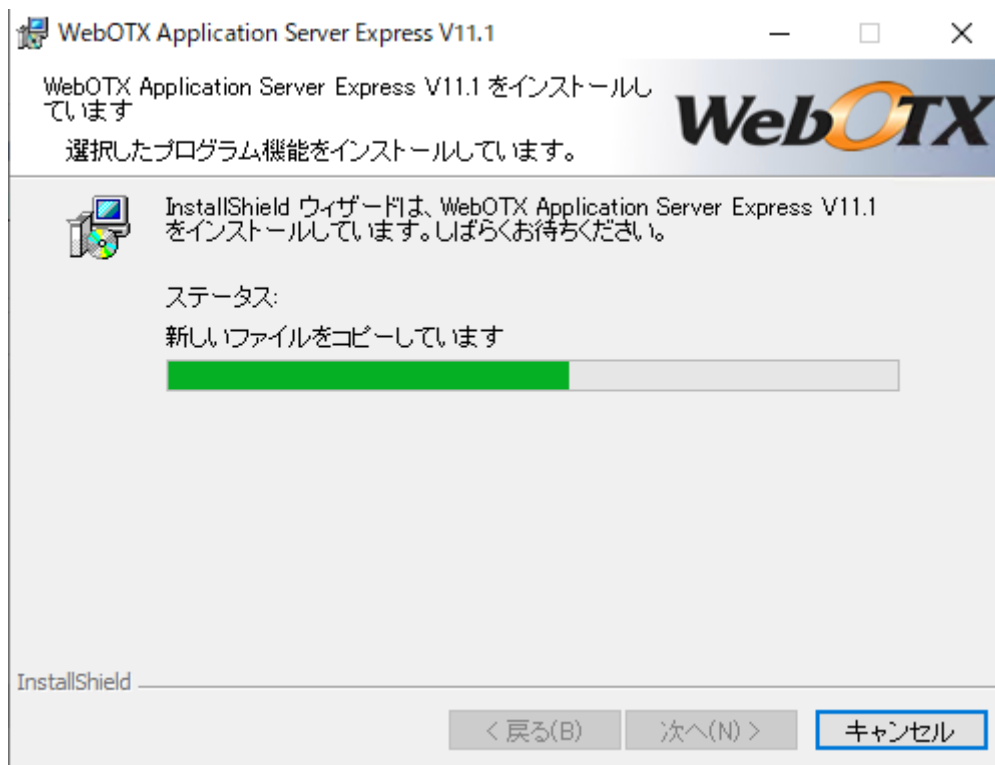 WebOTX Application Server Express V11.1
WebOTX Application Server Express V11.1 をインストールし
ています
WebOTX
選択したプログラム機能をインストールしています。
InstallShield ウィザードは、WebOTX Application Server Express V11.1
をインストールしています。しばらくお待ちください。
ステータス:
新しいファイルをコピーしています
InstallShield
< 戻る(B)
次へ(N) >
キャンセル